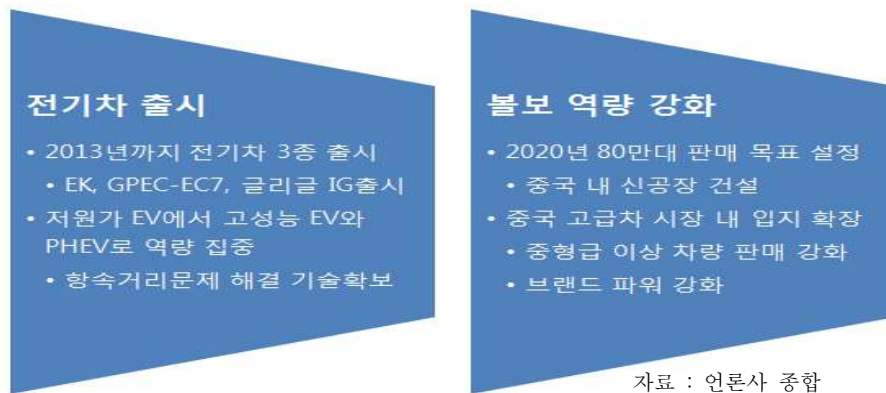 전기차 출시
• 2013년까지 전기차 3종 출시
• EK, GPEC-EC7, 글리글 IG출시
• 저원가 EV에서 고성능 EV와
PHEV로 역량 집중
• 항속거리문제 해결 기술확보
볼보 역량 강화
• 2020년 80만대 판매 목표 설정
• 중국 내 신공장 건설
• 중국 고급차 시장 내 입지 확장
• 중형급 이상 차량 판매 강화
• 브랜드 파워 강화
자료 : 언론사 종합